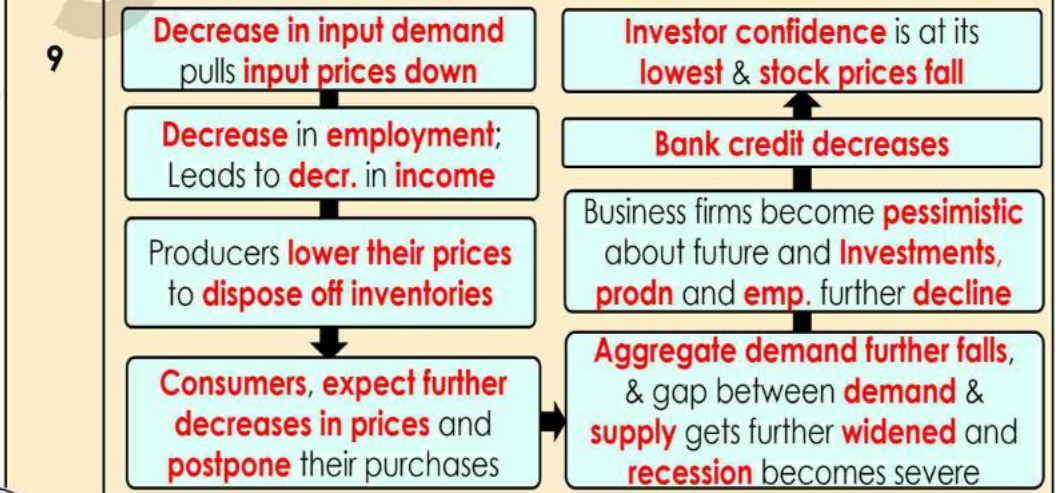 9
Decrease in input demand
pulls input prices down
Decrease in employment;
Leads to decr. in income
Producers lower their prices
to dispose off inventories
Consumers, expect further
decreases in prices and
postpone their purchases
Aggregate demand further falls,
& gap between demand &
supply gets further widened and
recession becomes severe
Business firms become pessimistic
about future and Investments,
prodn and emp. further decline
Bank credit decreases
Investor confidence is at its
lowest & stock prices fall